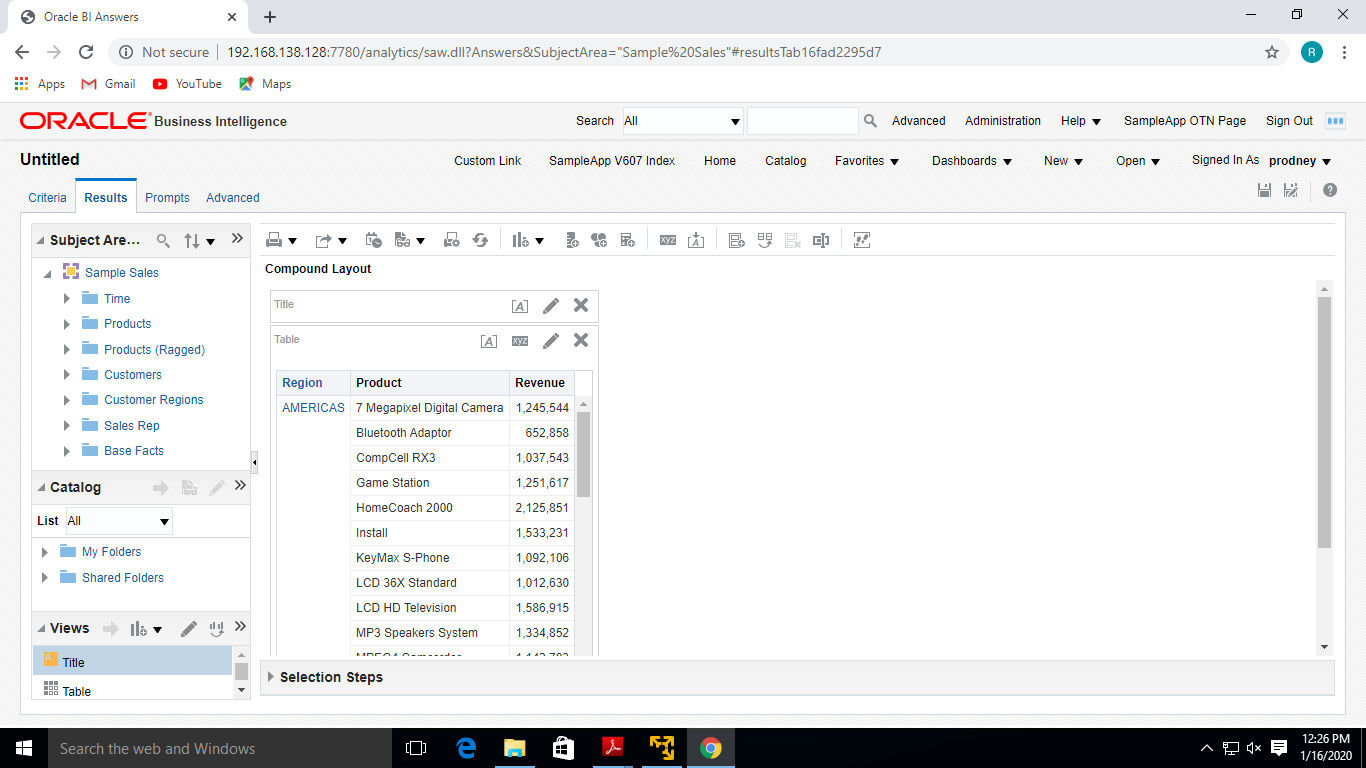 Oracle BI Answers
Not secure
192.168.138.128:7780/analytics/saw.dll?Answers&SubjectArea="Sample%20Sales"#resultsTab16fad2295d7
R
Apps Gmail YouTube Maps
ORACLE Business Intelligence
Search All Advanced Administration Help SampleApp OTN Page Sign Out
Untitled
Custom Link SampleApp V607 Index Home Catalog Favorites Dashboards New Open Signed In As prodney
Criteria Results Prompts Advanced
Subject Are...
Sample Sales
Time
Products
Products (Ragged)
Customers
Customer Regions
Sales Rep
Base Facts
Catalog
List All
My Folders
Shared Folders
Views
Title
Table
xyz A
Compound Layout
Title A
Table A xyz
Region Product Revenue
AMERICAS 7 Megapixel Digital Camera 1,245,544
Bluetooth Adaptor 652,858
CompCell RX3 1,037,543
Game Station 1,251,617
HomeCoach 2000 2,125,851
Install 1,533,231
KeyMax S-Phone 1,092,106
LCD 36X Standard 1,012,630
LCD HD Television 1,586,915
MP3 Speakers System 1,334,852
Selection Steps
Search the web and Windows
12:26 PM
1/16/2020